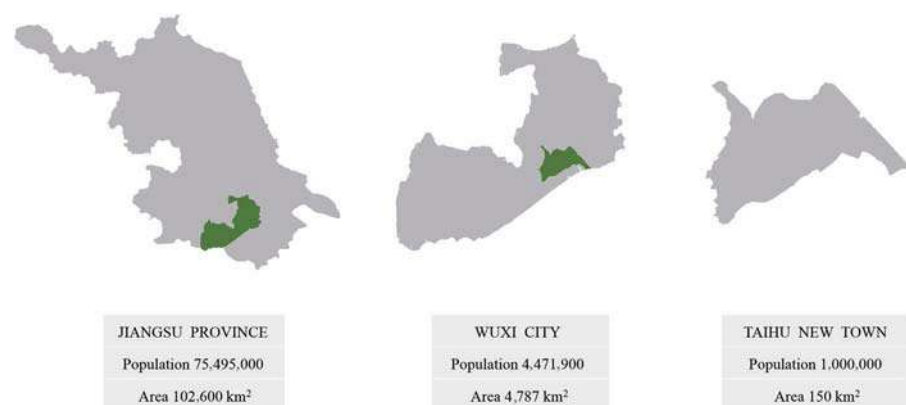 JIANGSU PROVINCE
Population 75,495,000
Area 102,600 km²
WUXI CITY
Population 4,471,900
Area 4,787 km²
TAIHU NEW TOWN
Population 1,000,000
Area 150 km²